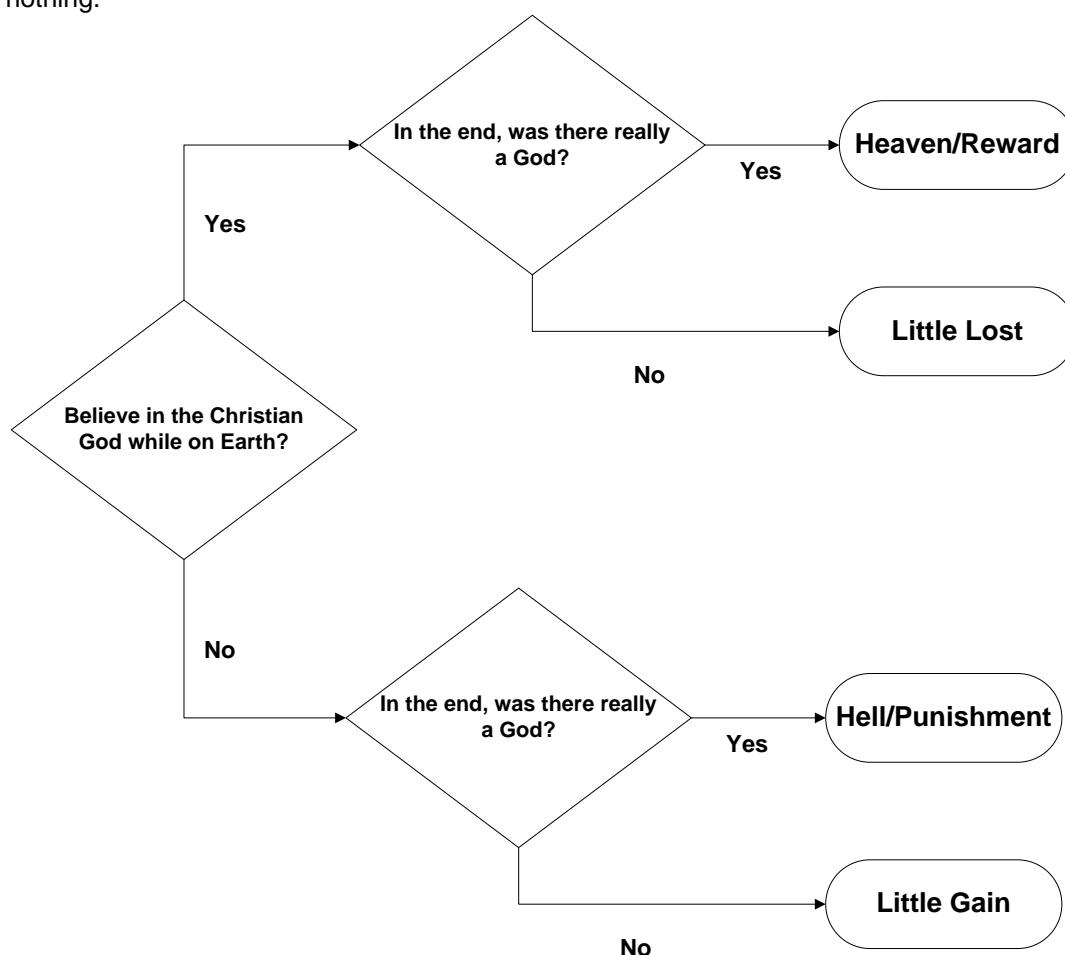 nothing.
In the end, was there really
a God?
Heaven/Reward
Yes
Yes
Little Lost
No
Believe in the Christian
God while on Earth?
No
In the end, was there really
a God?
Hell/Punishment
Yes
Little Gain
No